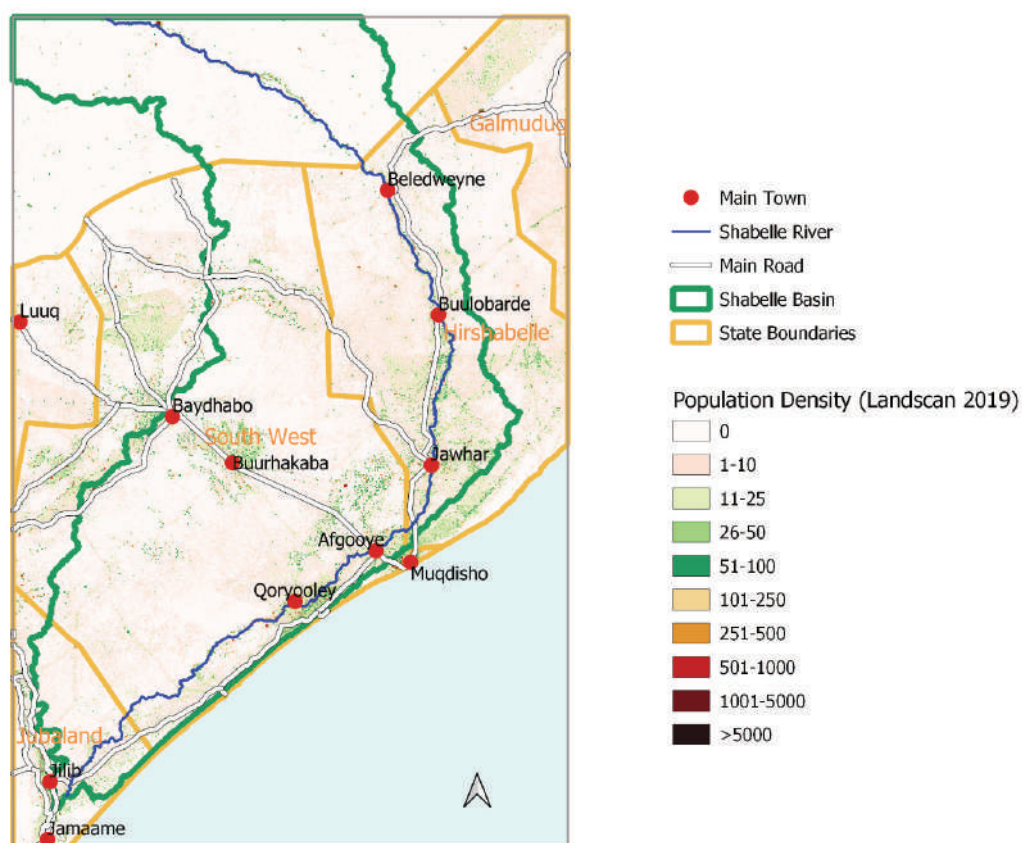 Galmudug
Beledweyne
Luuq
Buulobarde
Hirshabelle
Baydhabo
South West
Buurhakaba
Jawhar
Afgooye
Muqdisho
Qoryooley
Jubaland
Jilib
Jamaame
Main Town
Shabelle River
Main Road
Shabelle Basin
State Boundaries
Population Density (Landscan 2019)
0
1-10
11-25
26-50
51-100
101-250
251-500
501-1000
1001-5000
>5000